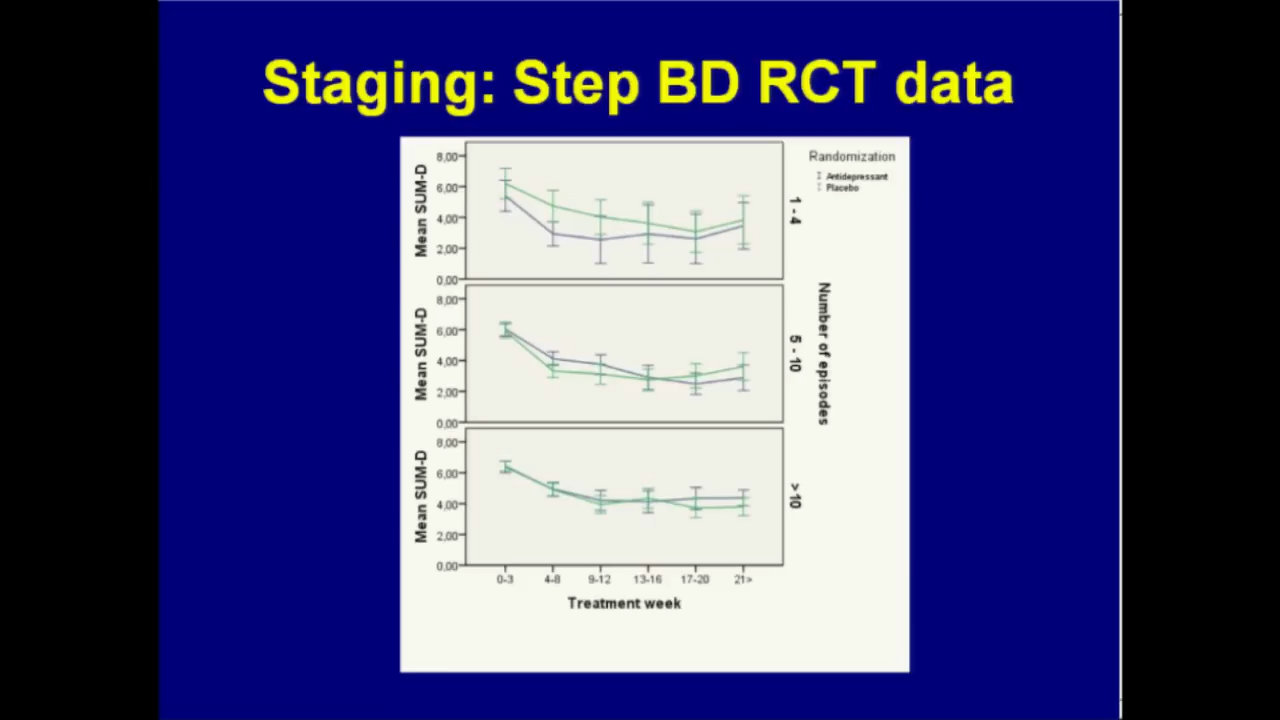 Staging: Step BD RCT data
Randomization
Antidepressant
Placebo
Mean SUM-D
8,00
6,00
4,00
2,00
0,00
1 - 4
Mean SUM-D
8,00
6,00
4,00
2,00
0,00
5 - 10
Number of episodes
Mean SUM-D
8,00
6,00
4,00
2,00
0,00
> 10
0-3 4-8 9-12 13-16 17-20 21>
Treatment week